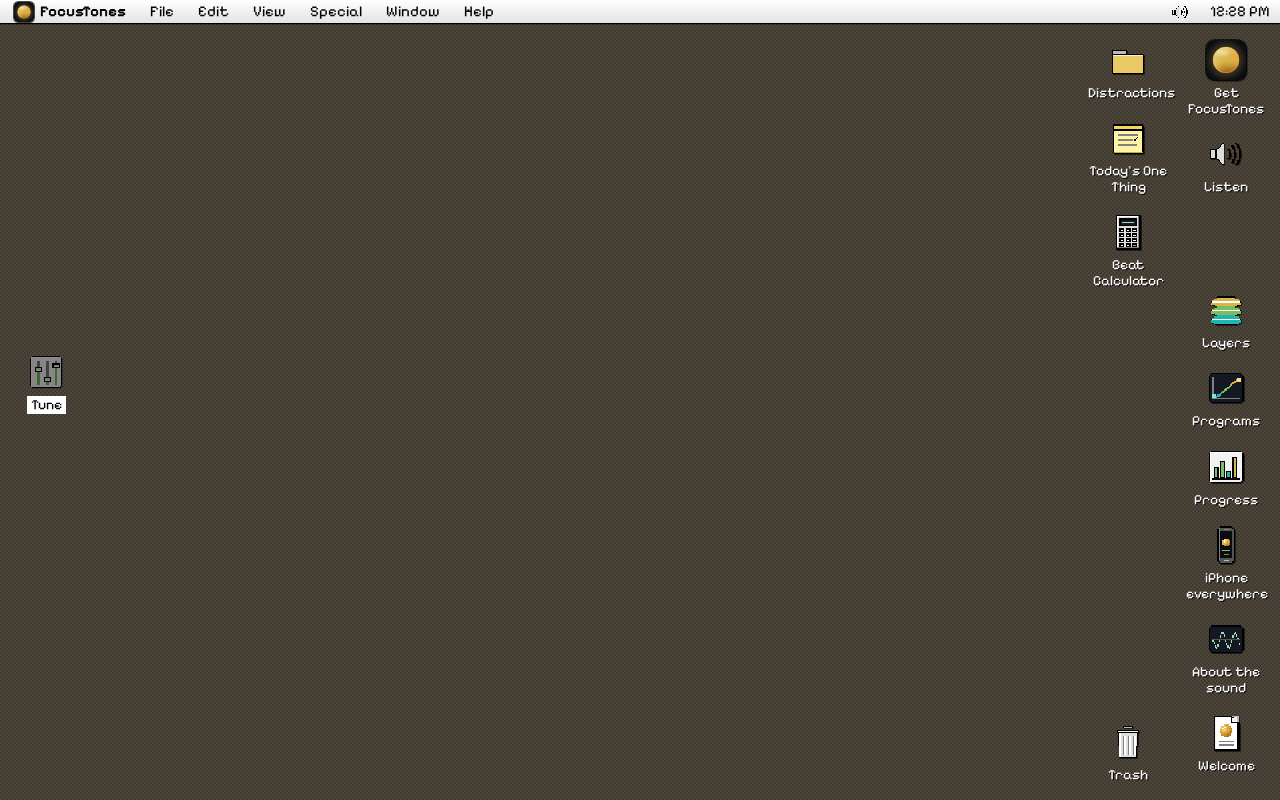 FocusTones File Edit View Special Window Help 12:28 PM
Distractions
Get
FocusTones
Today's One
Thing
Listen
Beat
Calculator
Layers
Tune
Programs
Progress
iPhone
everywhere
About the
sound
Trash
Welcome